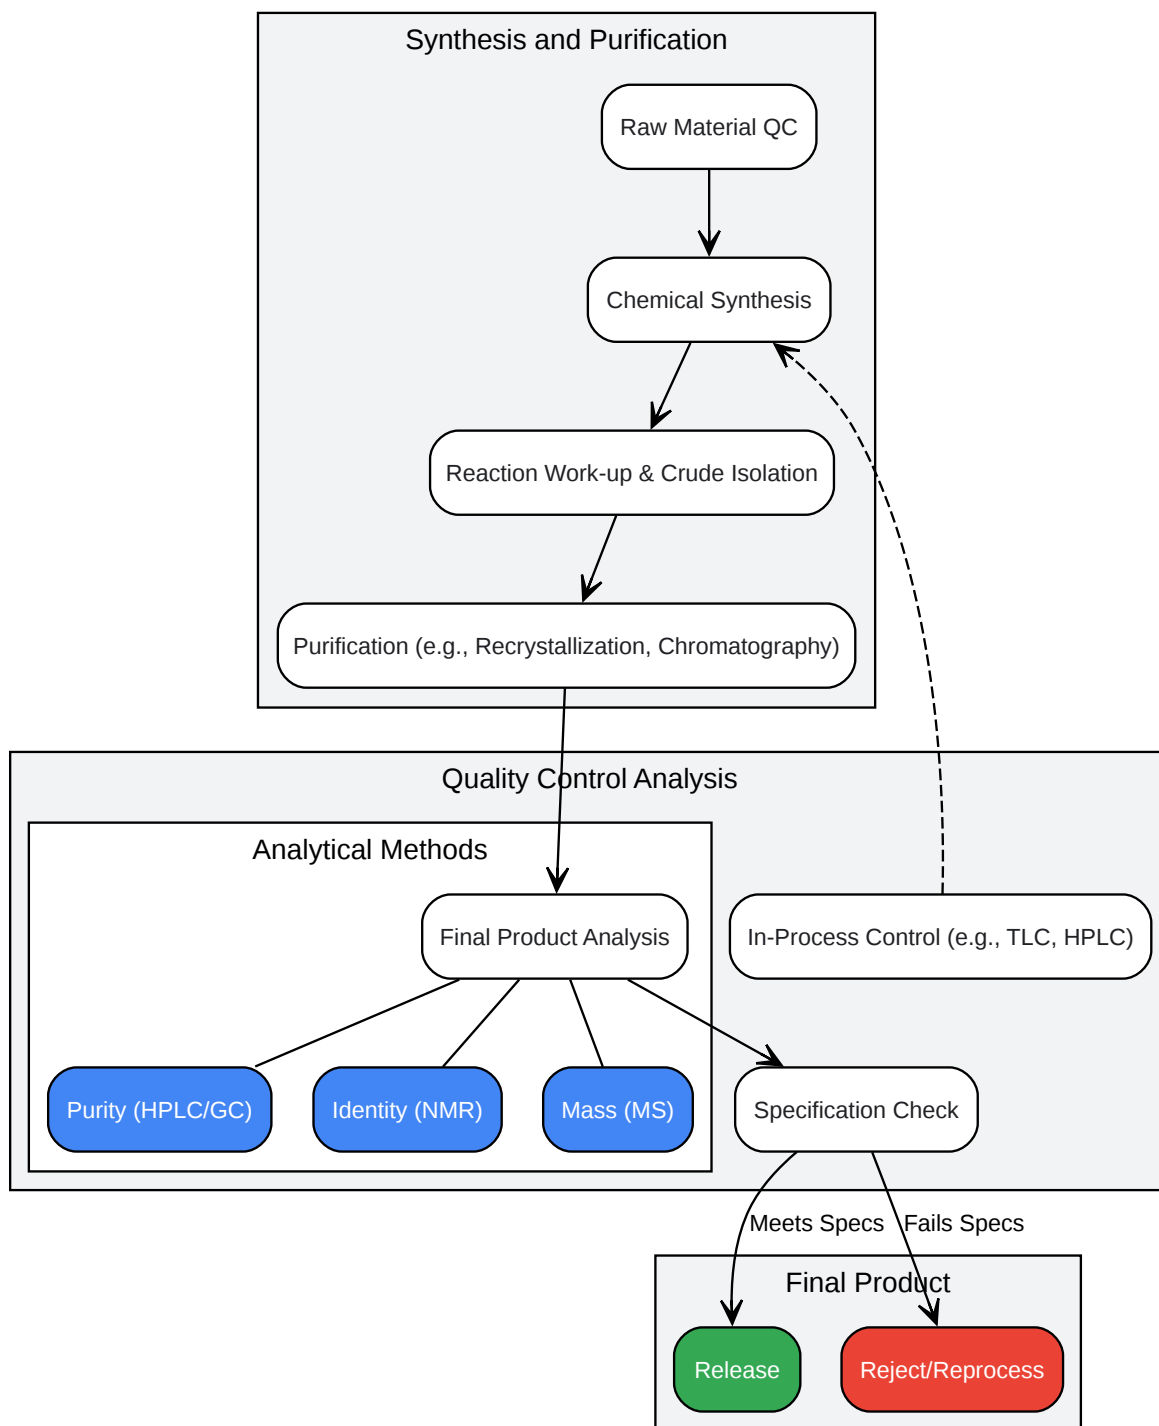 Synthesis and Purification
Raw Material QC
Chemical Synthesis
Reaction Work-up & Crude Isolation
Purification (e.g., Recrystallization, Chromatography)
Quality Control Analysis
Analytical Methods
Final Product Analysis
In-Process Control (e.g., TLC, HPLC)
Purity (HPLC/GC)
Identity (NMR)
Mass (MS)
Specification Check
Meets Specs
Fails Specs
Final Product
Release
Reject/Reprocess